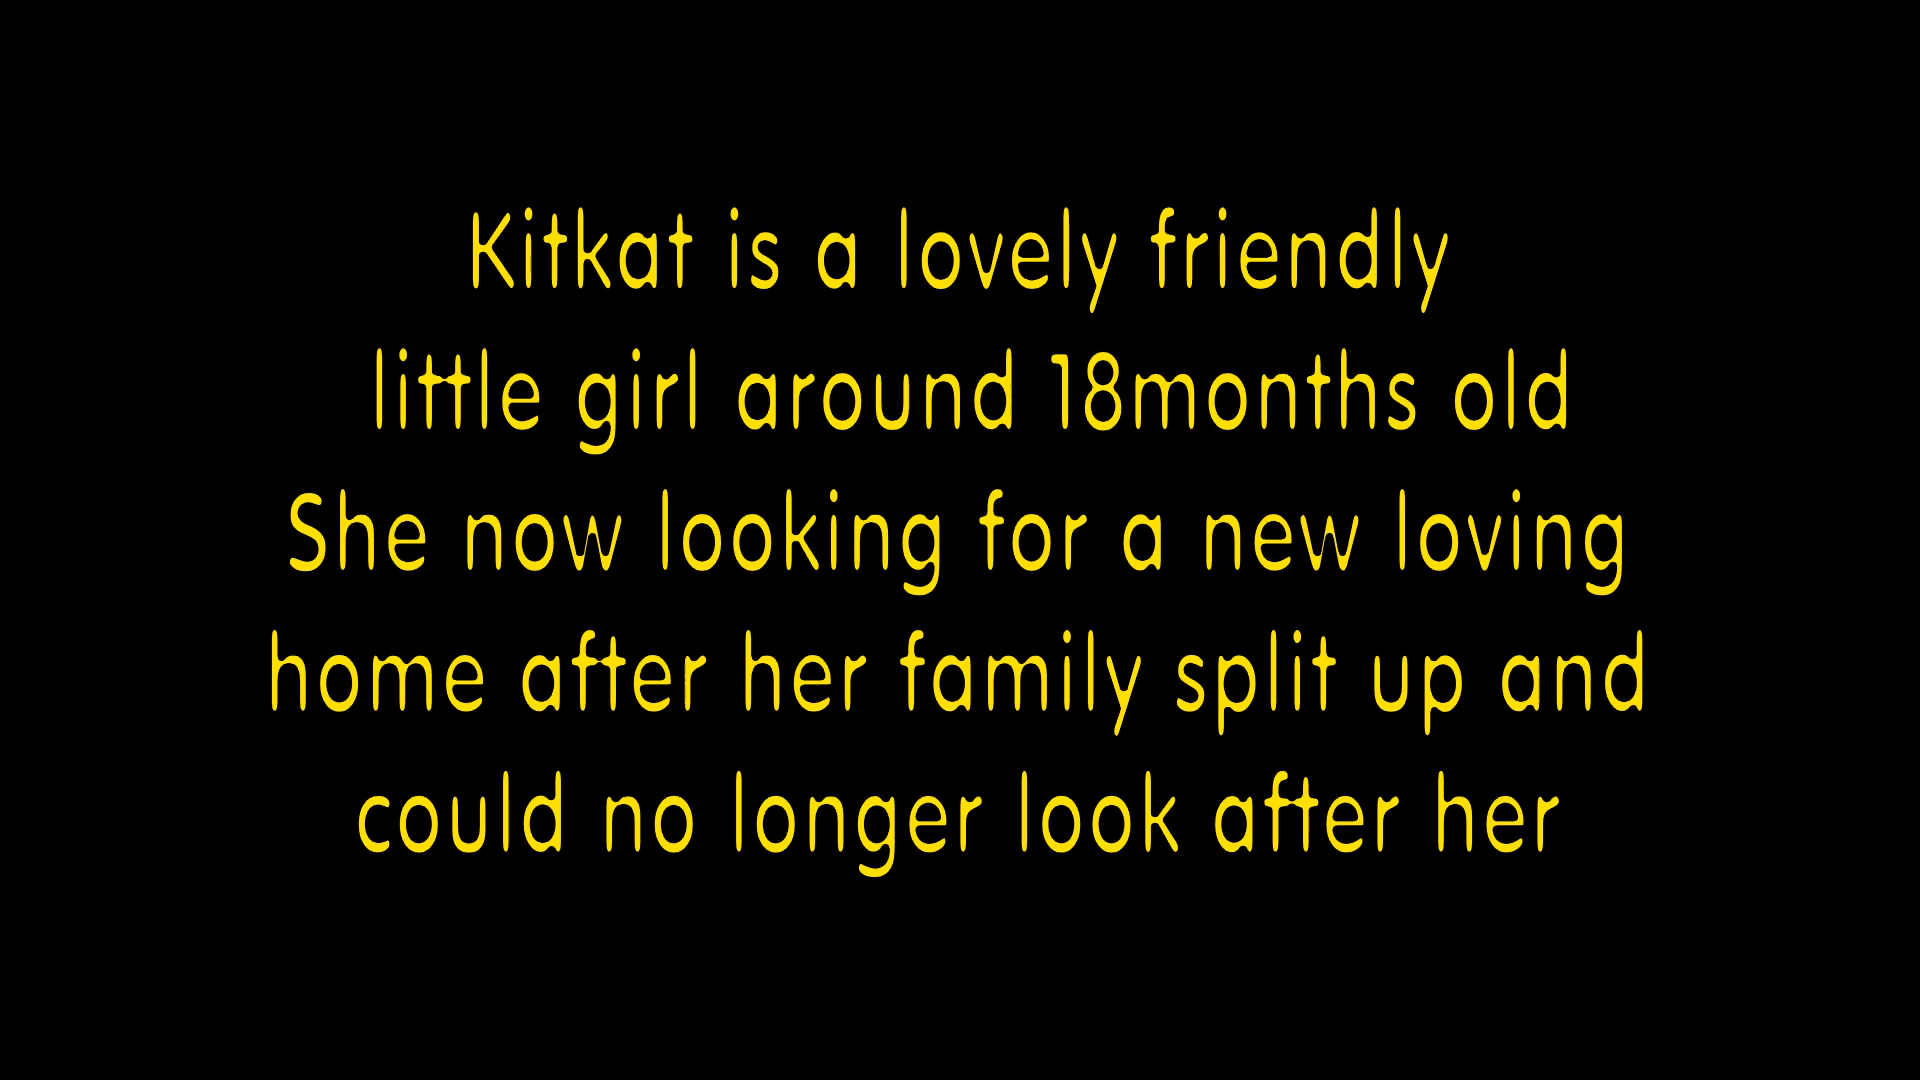 Kitkat is a lovely friendly
little girl around 18months old
She now looking for a new loving
home after her family split up and
could no longer look after her